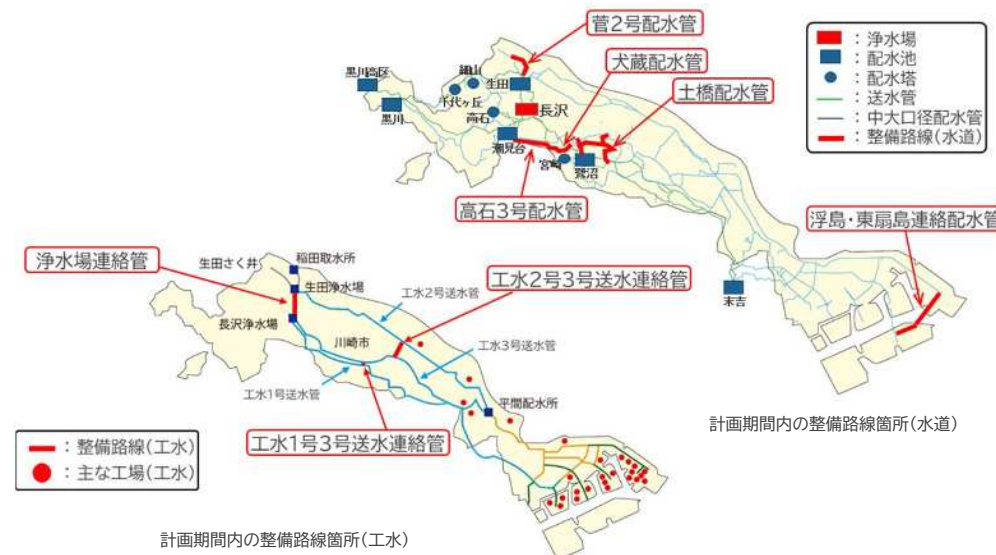 菅2号配水管
犬蔵配水管
土橋配水管
：浄水場
：配水池
：配水塔
：送水管
：中大口径配水管
：整備路線(水道)
黒川高区
細山
千代ヶ丘
生田
高石
長沢
黒川
潮見台
宮崎
鷺沼
高石3号配水管
浮島・東扇島連絡配水管
末吉
計画期間内の整備路線箇所(水道)
浄水場連絡管
生田さく井
稲田取水所
生田浄水場
工水2号送水管
工水2号3号送水連絡管
長沢浄水場
川崎市
工水3号送水管
工水1号送水管
平間配水所
工水1号3号送水連絡管
：整備路線(工水)
：主な工場(工水)
計画期間内の整備路線箇所(工水)